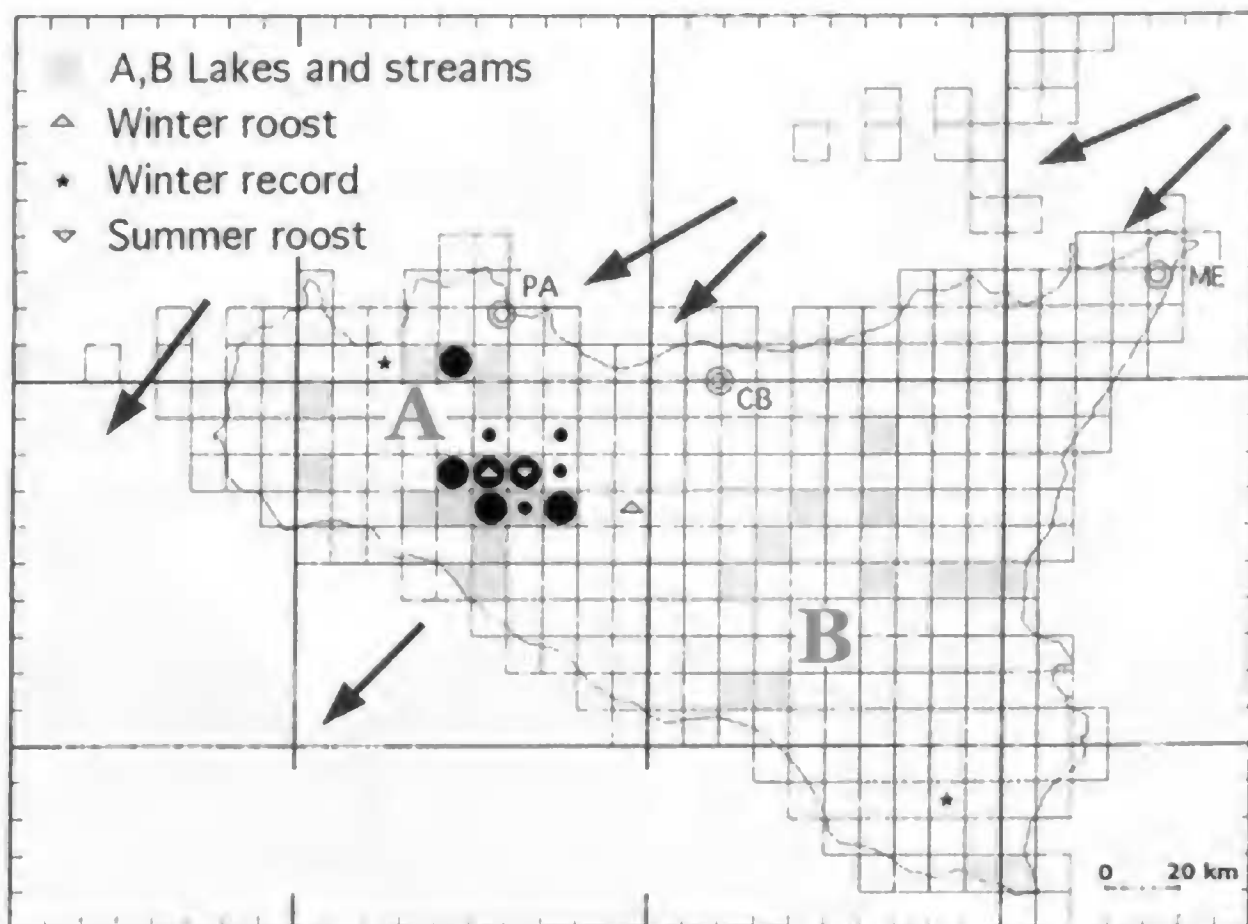 A,B Lakes and streams
Winter roost
Winter record
Summer roost
PA
ME
CB
A
B
0 20 km